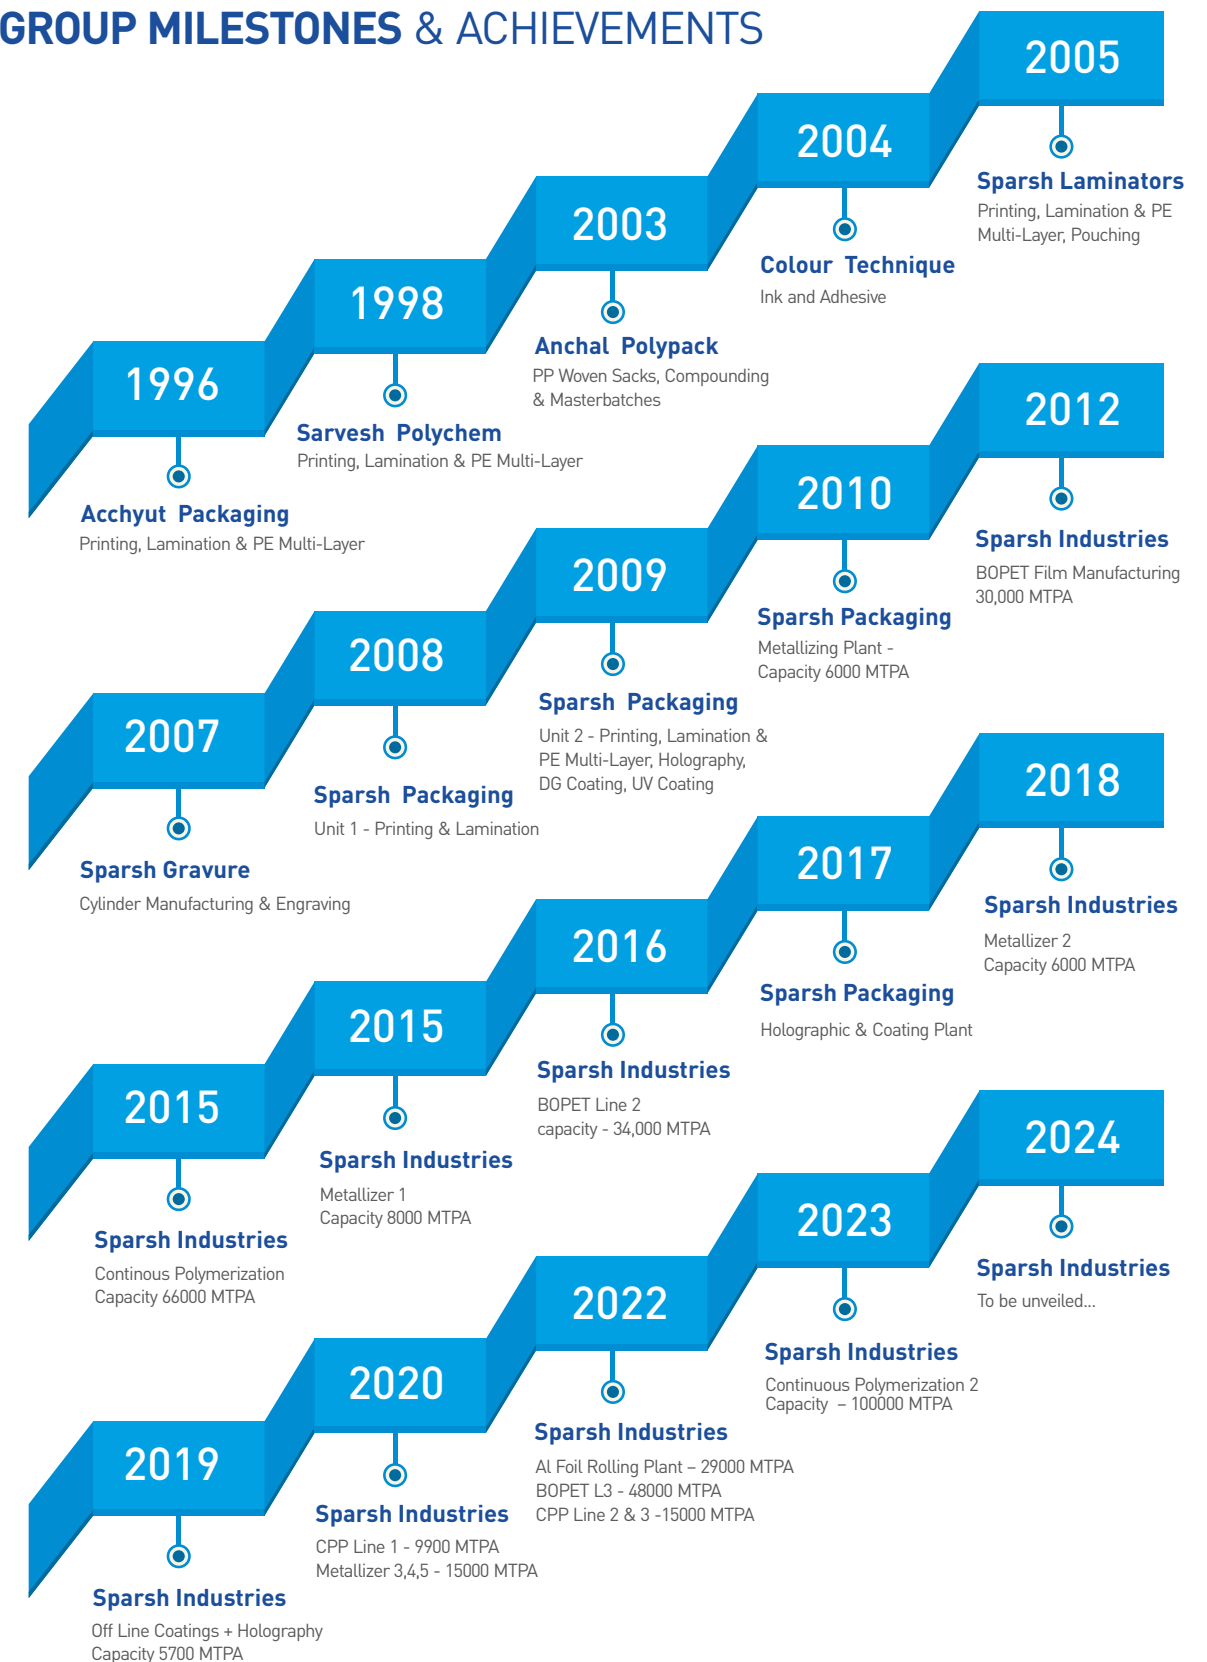 GROUP MILESTONES & ACHIEVEMENTS
1996
Acchyut Packaging
Printing, Lamination & PE Multi-Layer
1998
Sarvesh Polychem
Printing, Lamination & PE Multi-Layer
2003
Anchal Polypack
PP Woven Sacks, Compounding
& Masterbatches
2004
Colour Technique
Ink and Adhesive
2005
Sparsh Laminators
Printing, Lamination & PE
Multi-Layer, Pouching
2007
Sparsh Gravure
Cylinder Manufacturing & Engraving
2008
Sparsh Packaging
Unit 1 - Printing & Lamination
2009
Sparsh Packaging
Unit 2 - Printing, Lamination &
PE Multi-Layer, Holography,
DG Coating, UV Coating
2010
Sparsh Packaging
Metallizing Plant -
Capacity 6000 MTPA
2012
Sparsh Industries
BOPET Film Manufacturing
30,000 MTPA
2015
Sparsh Industries
Continous Polymerization
Capacity 66000 MTPA
2015
Sparsh Industries
Metallizer 1
Capacity 8000 MTPA
2016
Sparsh Industries
BOPET Line 2
capacity - 34,000 MTPA
2017
Sparsh Packaging
Holographic & Coating Plant
2018
Sparsh Industries
Metallizer 2
Capacity 6000 MTPA
2019
Sparsh Industries
Off Line Coatings + Holography
Capacity 5700 MTPA
2020
Sparsh Industries
CPP Line 1 - 9900 MTPA
Metallizer 3,4,5 - 15000 MTPA
2022
Sparsh Industries
Al Foil Rolling Plant – 29000 MTPA
BOPET L3 - 48000 MTPA
CPP Line 2 & 3 -15000 MTPA
2023
Sparsh Industries
Continuous Polymerization 2
Capacity – 100000 MTPA
2024
Sparsh Industries
To be unveiled...